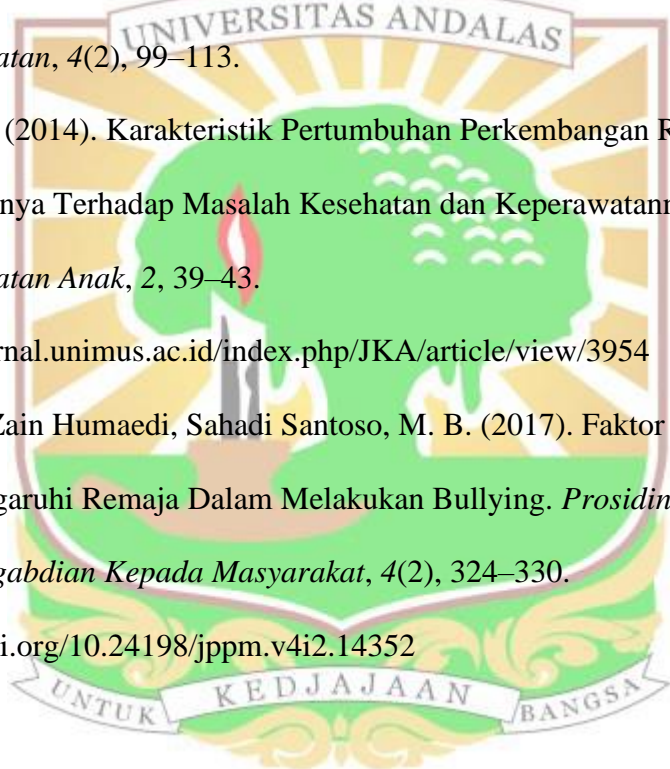 UNIVERSITAS ANDALAS
atan, 4(2), 99–113.
(2014). Karakteristik Pertumbuhan Perkembangan R
nya Terhadap Masalah Kesehatan dan Keperawatann
atan Anak, 2, 39–43.
rnal.unimus.ac.id/index.php/JKA/article/view/3954
Zain Humaedi, Sahadi Santoso, M. B. (2017). Faktor
garuhi Remaja Dalam Melakukan Bullying. Prosidin
gabdian Kepada Masyarakat, 4(2), 324–330.
i.org/10.24198/jppm.v4i2.14352
UNTUK KEDJAJAAN BANGSA